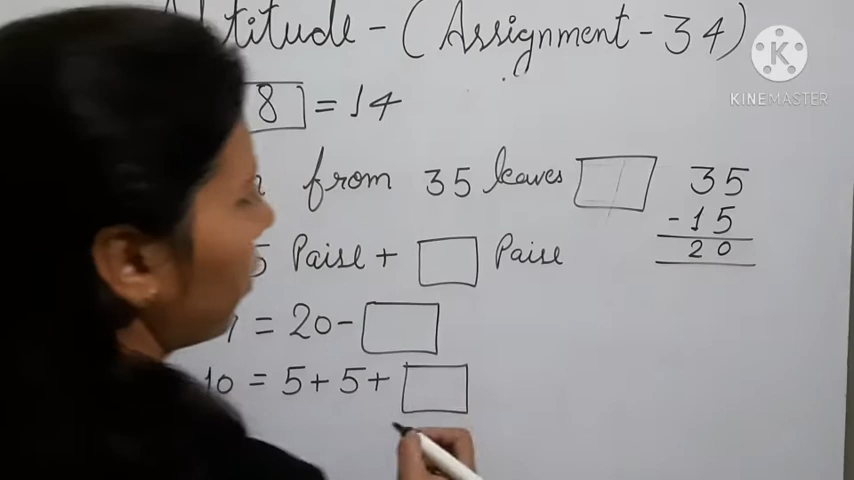 titude - (Assignment - 34)
K
KINEMASTER
8 = 14
from 35 leaves
35
- 15
20
5 Paise + Paise
= 20 -
10 = 5 + 5 +